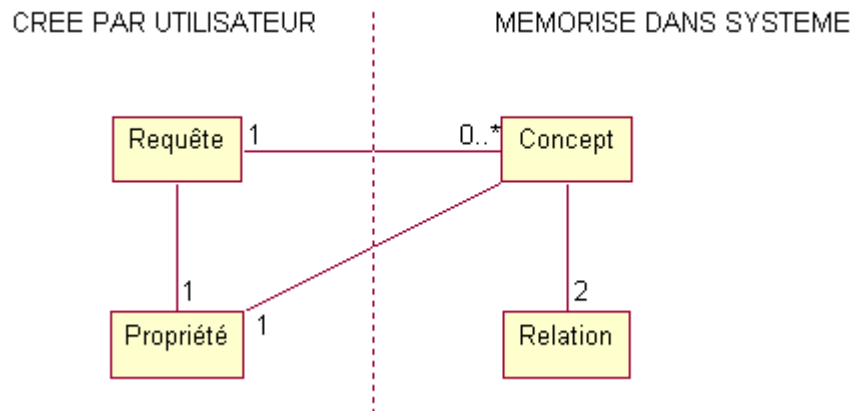 CREE PAR UTILISATEUR
MEMORISE DANS SYSTEME
Requête
1
0..*
Concept
1
2
Propriété
1
Relation